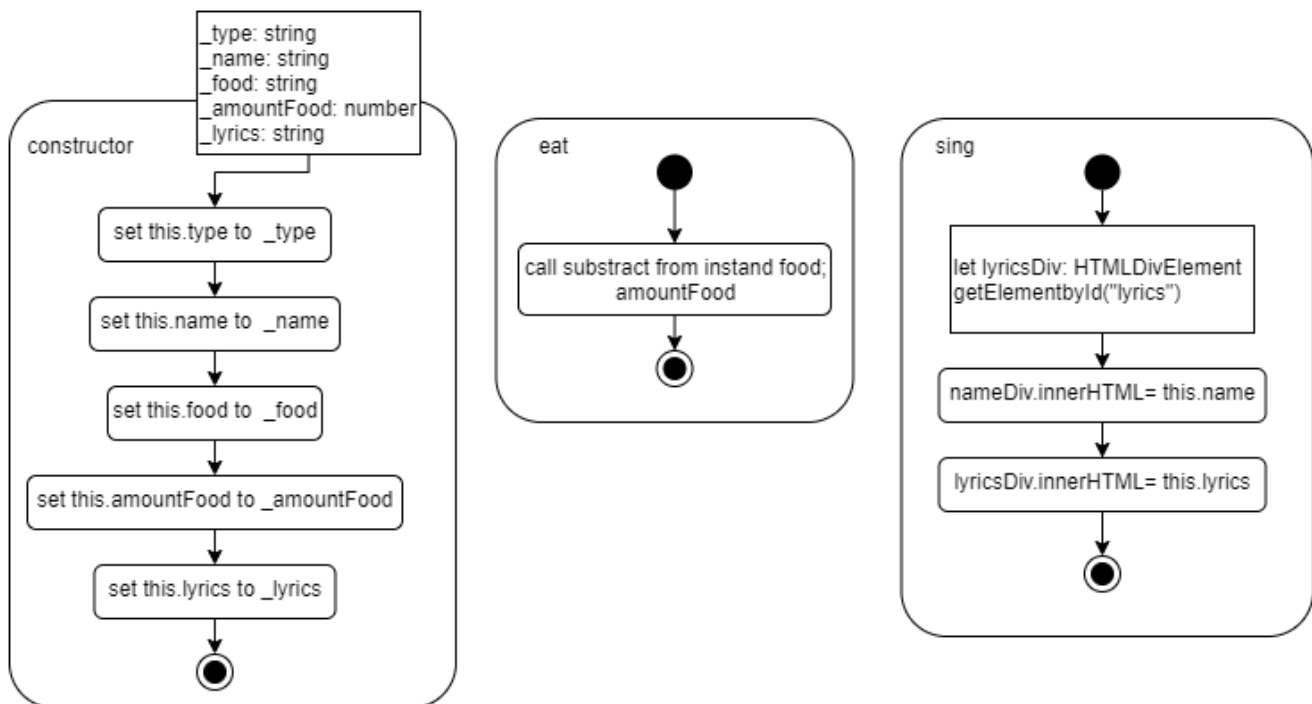 _type: string
_name: string
_food: string
_amountFood: number
_lyrics: string
constructor
set this.type to _type
set this.name to _name
set this.food to _food
set this.amountFood to _amountFood
set this.lyrics to _lyrics
eat
call substract from instand food;
amountFood
sing
let lyricsDiv: HTMLDivElement
getElementbyId("lyrics")
nameDiv.innerHTML= this.name
lyricsDiv.innerHTML= this.lyrics